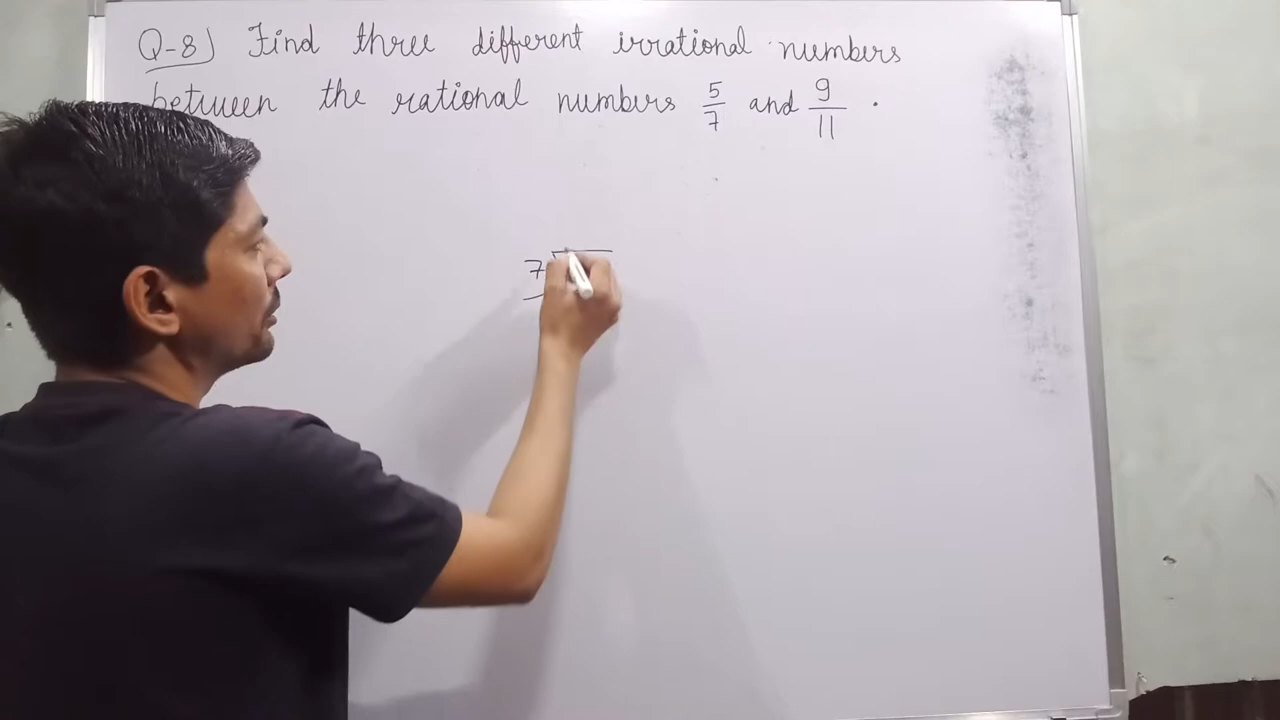 Q-8) Find three different irrational numbers
between the rational numbers 5/7 and 9/11.
7